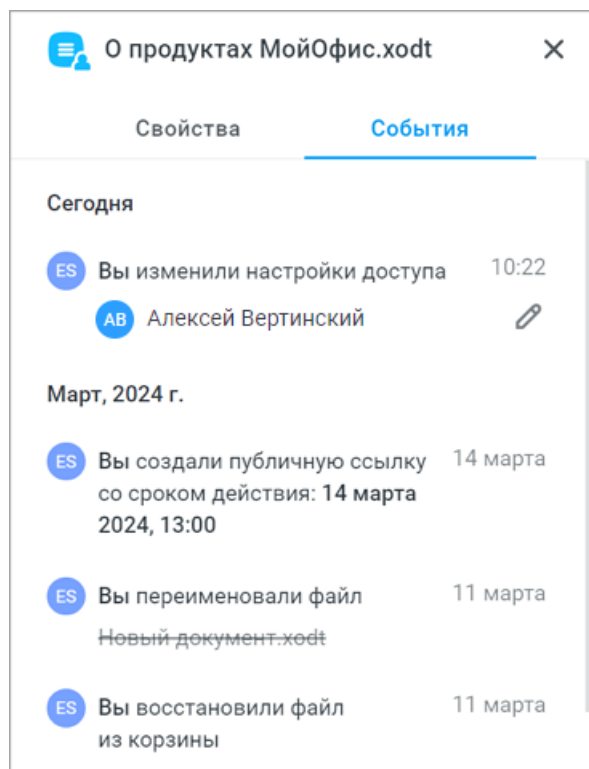 О продуктах МойОфис.xodt
Свойства События
Сегодня
ES Вы изменили настройки доступа 10:22
АВ Алексей Вертинский
Март, 2024 г.
ES Вы создали публичную ссылку 14 марта
со сроком действия: 14 марта
2024, 13:00
ES Вы переименовали файл 11 марта
Новый документ.xodt
ES Вы восстановили файл 11 марта
из корзины